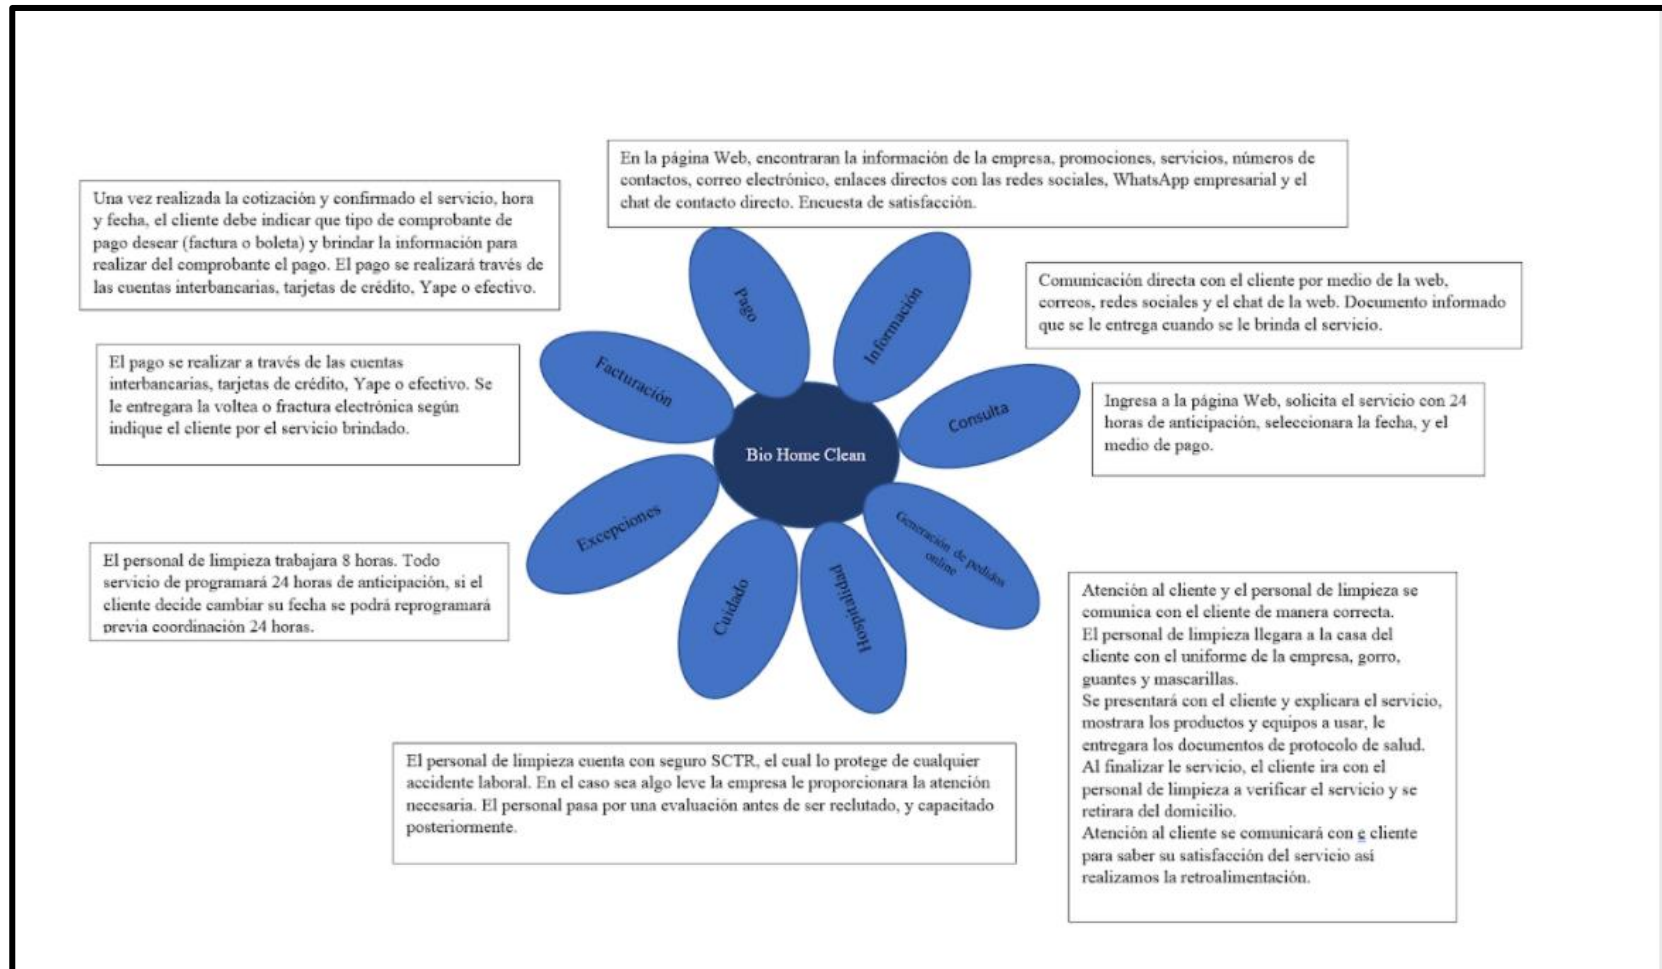 En la página Web, encontraran la información de la empresa, promociones, servicios, números de
contactos, correo electrónico, enlaces directos con las redes sociales, WhatsApp empresarial y el
chat de contacto directo. Encuesta de satisfacción.
Una vez realizada la cotización y confirmado el servicio, hora
y fecha, el cliente debe indicar que tipo de comprobante de
pago desear (factura o boleta) y brindar la información para
realizar del comprobante el pago. El pago se realizará través de
las cuentas interbancarias, tarjetas de crédito, Yape o efectivo.
Comunicación directa con el cliente por medio de la web,
correos, redes sociales y el chat de la web. Documento informado
que se le entrega cuando se le brinda el servicio.
Pago
Información
Facturación
Consulta
El pago se realizar a través de las cuentas
interbancarias, tarjetas de crédito, Yape o efectivo. Se
le entregara la voltea o fractura electrónica según
indique el cliente por el servicio brindado.
Ingresa a la página Web, solicita el servicio con 24
horas de anticipación, seleccionara la fecha, y el
medio de pago.
Bio Home Clean
Excepciones
Generación de pedidos
online
Cuidado
Hospitalidad
El personal de limpieza trabajara 8 horas. Todo
servicio de programará 24 horas de anticipación, si el
cliente decide cambiar su fecha se podrá reprogramará
previa coordinación 24 horas.
Atención al cliente y el personal de limpieza se
comunica con el cliente de manera correcta.
El personal de limpieza llegara a la casa del
cliente con el uniforme de la empresa, gorro,
guantes y mascarillas.
Se presentará con el cliente y explicara el servicio,
mostrara los productos y equipos a usar, le
entregara los documentos de protocolo de salud.
Al finalizar le servicio, el cliente ira con el
personal de limpieza a verificar el servicio y se
retirara del domicilio.
Atención al cliente se comunicará con e cliente
para saber su satisfacción del servicio así
realizamos la retroalimentación.
El personal de limpieza cuenta con seguro SCTR, el cual lo protege de cualquier
accidente laboral. En el caso sea algo leve la empresa le proporcionara la atención
necesaria. El personal pasa por una evaluación antes de ser reclutado, y capacitado
posteriormente.